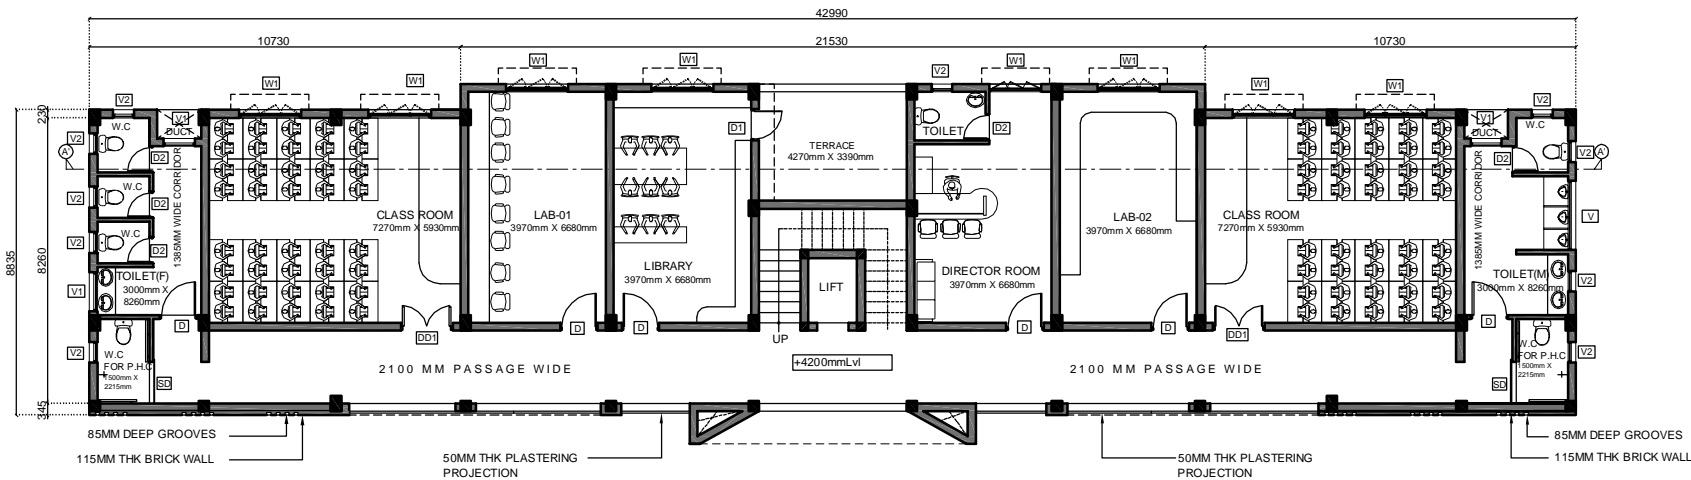 42990
10730
21530
10730
W1
W1
W1
W1
V2
W1
W1
W1
W1
V2
V1
DUCT
W.C
V2
D2
A'
V2
D2
V2
D2
1385MM WIDE CORRIDOR
TOILET(F)
3000mm X
8260mm
V1
D
V2
W.C
FOR P.H.C
1500mm X
2215mm
SD
230
8260
8835
345
CLASS ROOM
7270mm X 5930mm
DD1
LAB-01
3970mm X 6680mm
D
LIBRARY
3970mm X 6680mm
D
D1
TERRACE
4270mm X 3390mm
LIFT
UP
TOILET
D2
DIRECTOR ROOM
3970mm X 6680mm
D
LAB-02
3970mm X 6680mm
D
CLASS ROOM
7270mm X 5930mm
DD1
V1
DUCT
V2
W.C
D2
V2
A'
V
1385MM WIDE CORRIDOR
TOILET(M)
3000mm X 8260mm
V2
D
W.C
FOR P.H.C
1500mm X
2215mm
V2
SD
2100 MM PASSAGE WIDE
+4200mmLvl
2100 MM PASSAGE WIDE
85MM DEEP GROOVES
115MM THK BRICK WALL
50MM THK PLASTERING
PROJECTION
50MM THK PLASTERING
PROJECTION
85MM DEEP GROOVES
115MM THK BRICK WALL